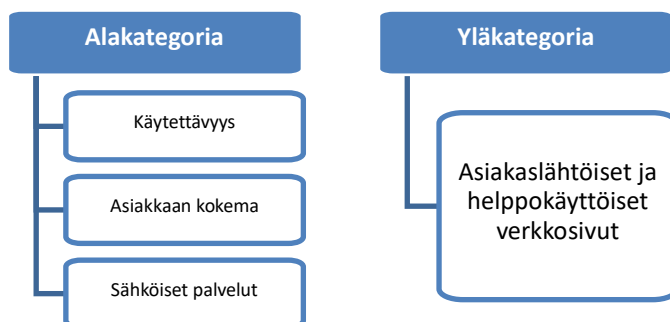 Alakategoria
Käytettävyys
Asiakkaan kokema
Sähköiset palvelut
Yläkategoria
Asiakaslähtöiset ja
helppokäyttöiset
verkkosivut